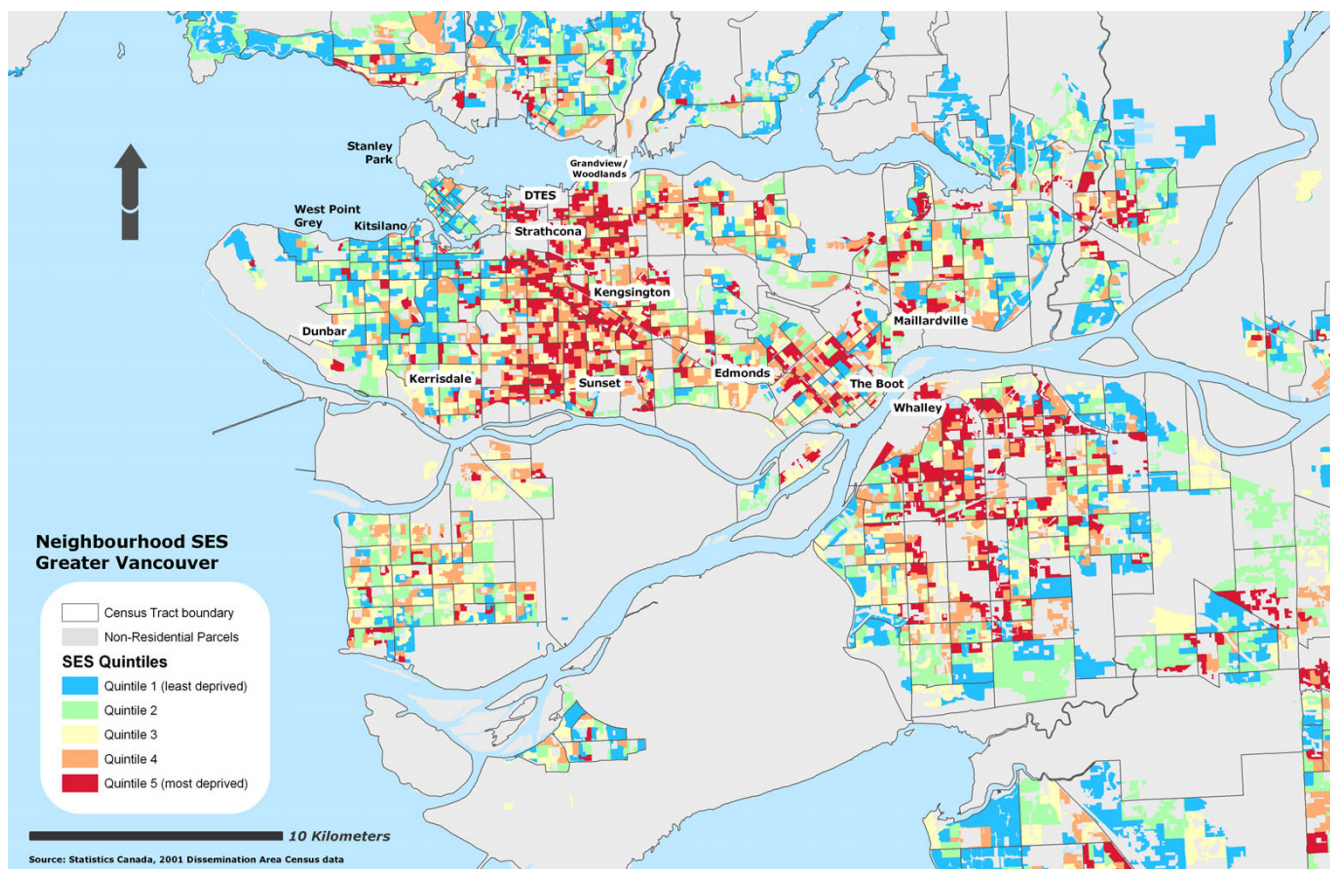 Stanley
Park
Grandview/
Woodlands
DTES
West Point
Grey
Kitsilano
Strathcona
Kengsington
Dunbar
Maillardville
Kerrisdale
Sunset
Edmonds
The Boot
Whalley
Neighbourhood SES
Greater Vancouver
Census Tract boundary
Non-Residential Parcels
SES Quintiles
Quintile 1 (least deprived)
Quintile 2
Quintile 3
Quintile 4
Quintile 5 (most deprived)
10 Kilometers
Source: Statistics Canada, 2001 Dissemination Area Census data